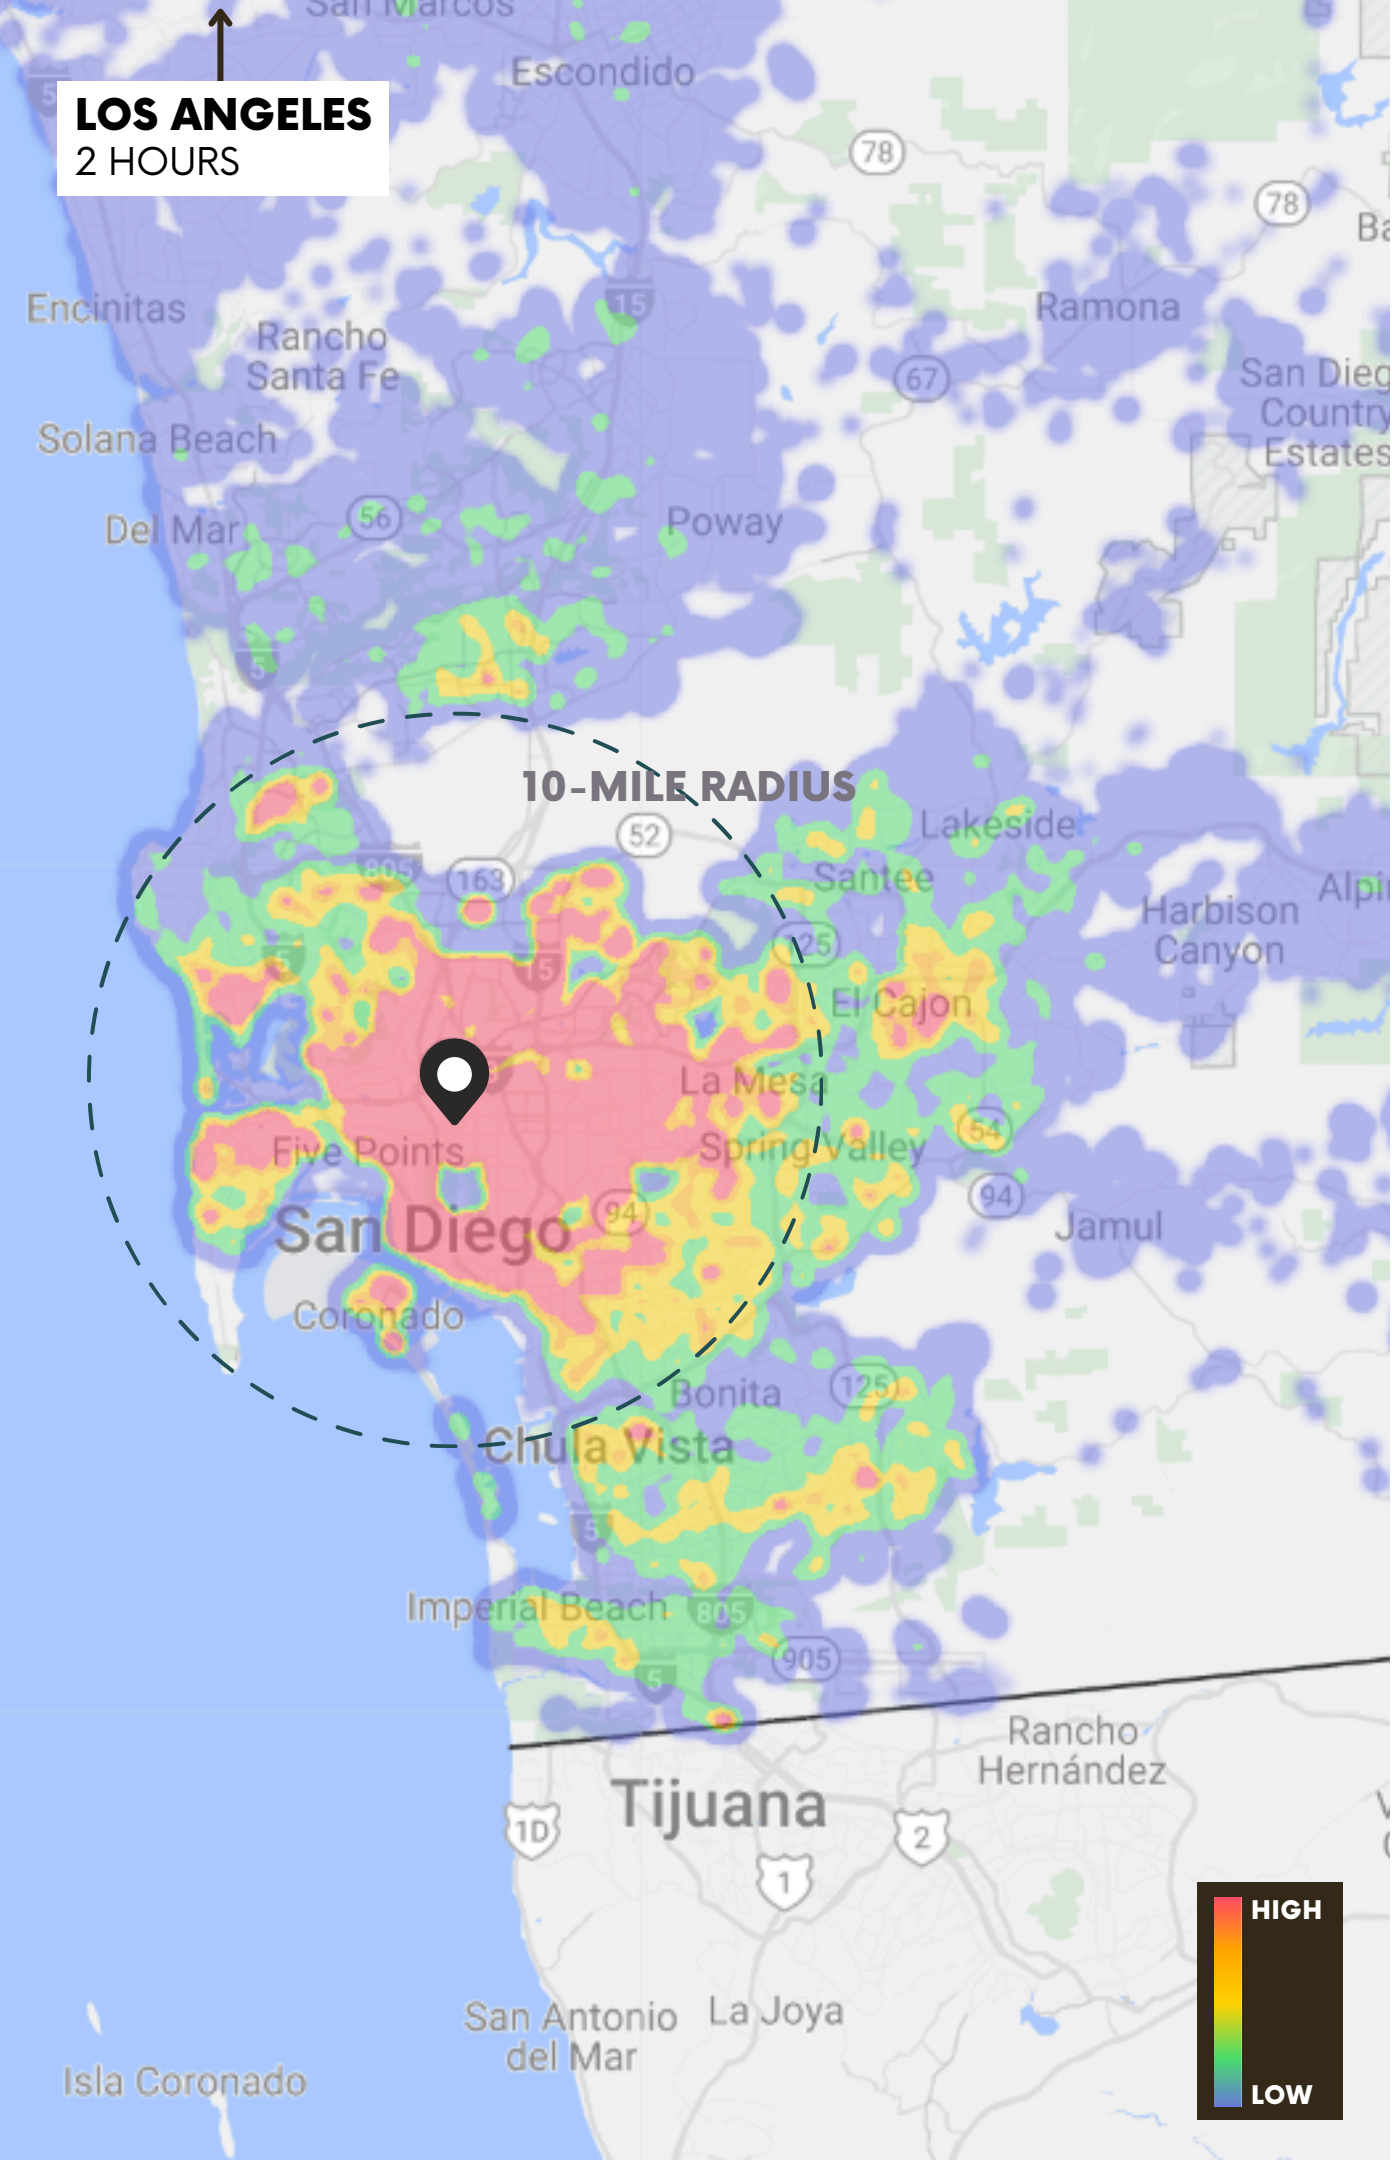 San Marcos
Escondido
5
LOS ANGELES
2 HOURS
78
78
Encinitas
15
Ramona
Rancho
Santa Fe
67
San Dieg
Country
Estates
Solana Beach
56
Del Mar
Poway
5
10-MILE RADIUS
52
Lakeside
805
163
Santee
Harbison
Canyon
5
15
125
El Cajon
La Mesa
Five Points
Spring Valley
54
94
94
San Diego
Jamul
Coronado
Bonita
125
Chula Vista
5
Imperial Beach
805
905
5
Rancho
Hernández
Tijuana
1D
2
1
HIGH
San Antonio
del Mar
La Joya
Isla Coronado
LOW